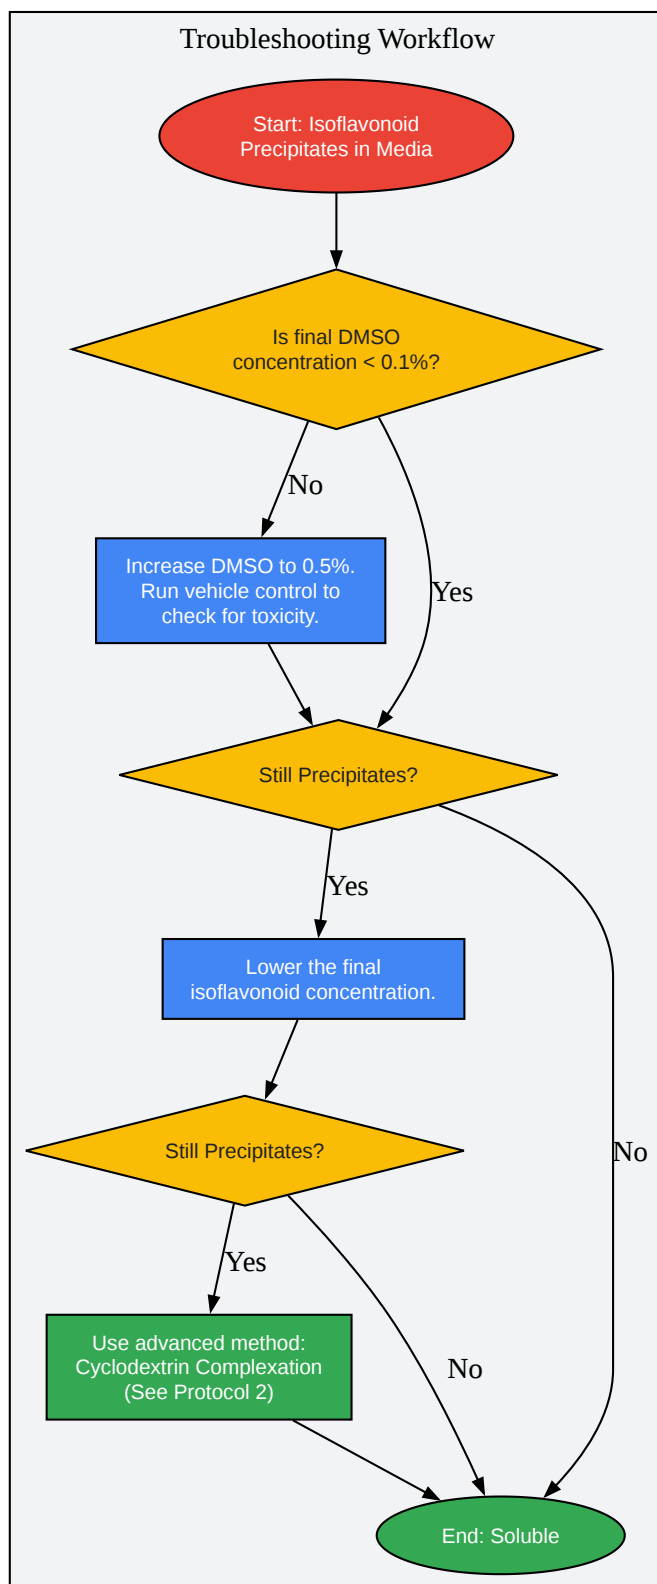 Troubleshooting Workflow
Start: Isoflavonoid
Precipitates in Media
Is final DMSO
concentration < 0.1%?
No
Yes
Increase DMSO to 0.5%.
Run vehicle control to
check for toxicity.
Still Precipitates?
Yes
No
Lower the final
isoflavonoid concentration.
Still Precipitates?
Yes
No
Use advanced method:
Cyclodextrin Complexation
(See Protocol 2)
End: Soluble